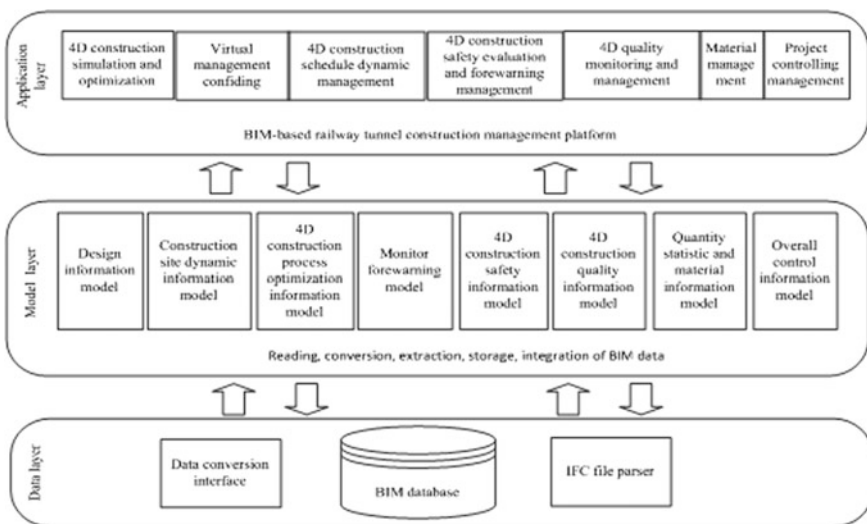 Application layer
4D construction
simulation and
optimization
Virtual
management
confiding
4D construction
schedule dynamic
management
4D construction
safety evaluation
and forewarning
management
4D quality
monitoring and
management
Material
manage
ment
Project
controlling
management
BIM-based railway tunnel construction management platform
Model layer
Design
information
model
Construction
site dynamic
information
model
4D
construction
process
optimization
information
model
Monitor
forewarning
model
4D
construction
safety
information
model
4D
construction
quality
information
model
Quantity
statistic and
material
information
model
Overall
control
information
model
Reading, conversion, extraction, storage, integration of BIM data
Data layer
Data conversion
interface
BIM database
IFC file parser